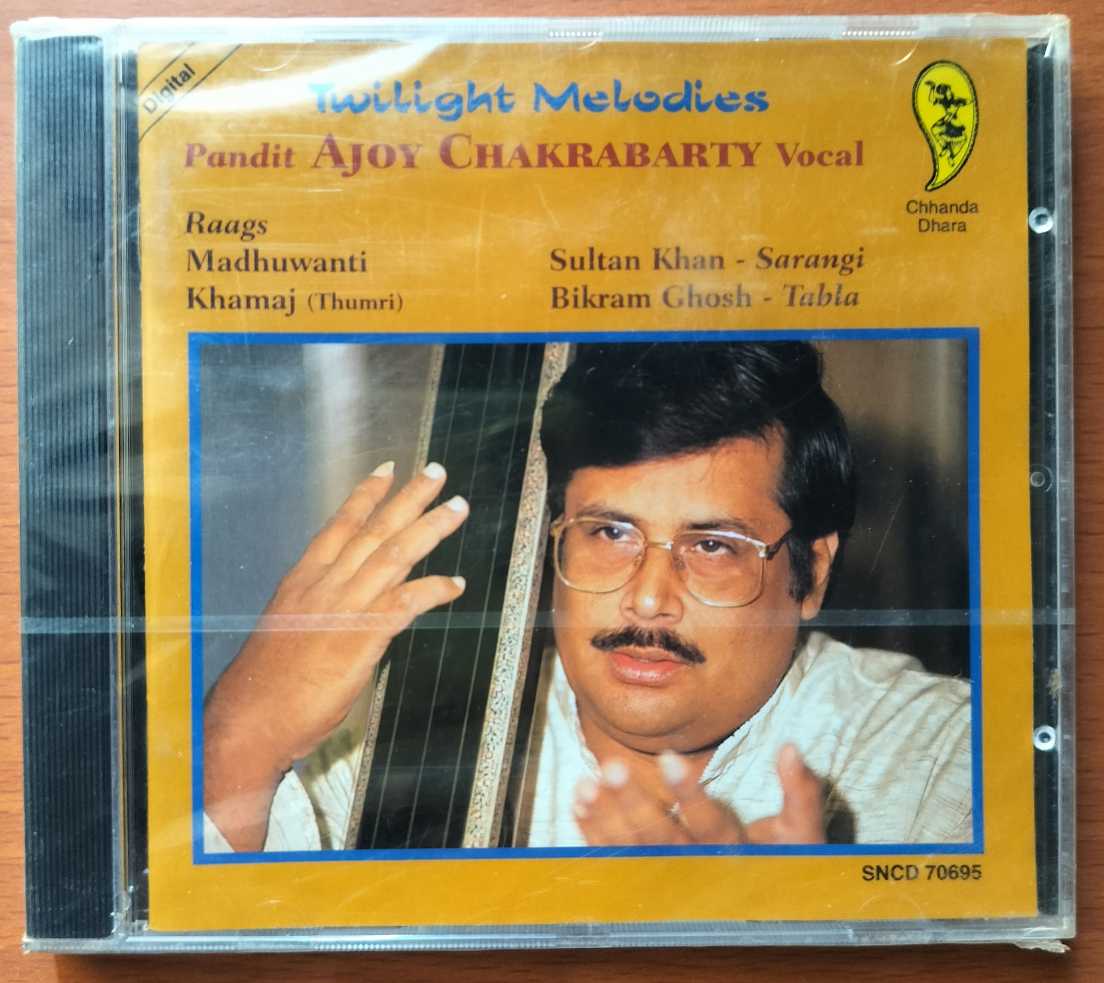 Digital
Twilight Melodies
Pandit AJOY CHAKRABARTY Vocal
Chhanda
Dhara
Raags
Madhuwanti
Khamaj (Thumri)
Sultan Khan - Sarangi
Bikram Ghosh - Tabla
SNCD 70695